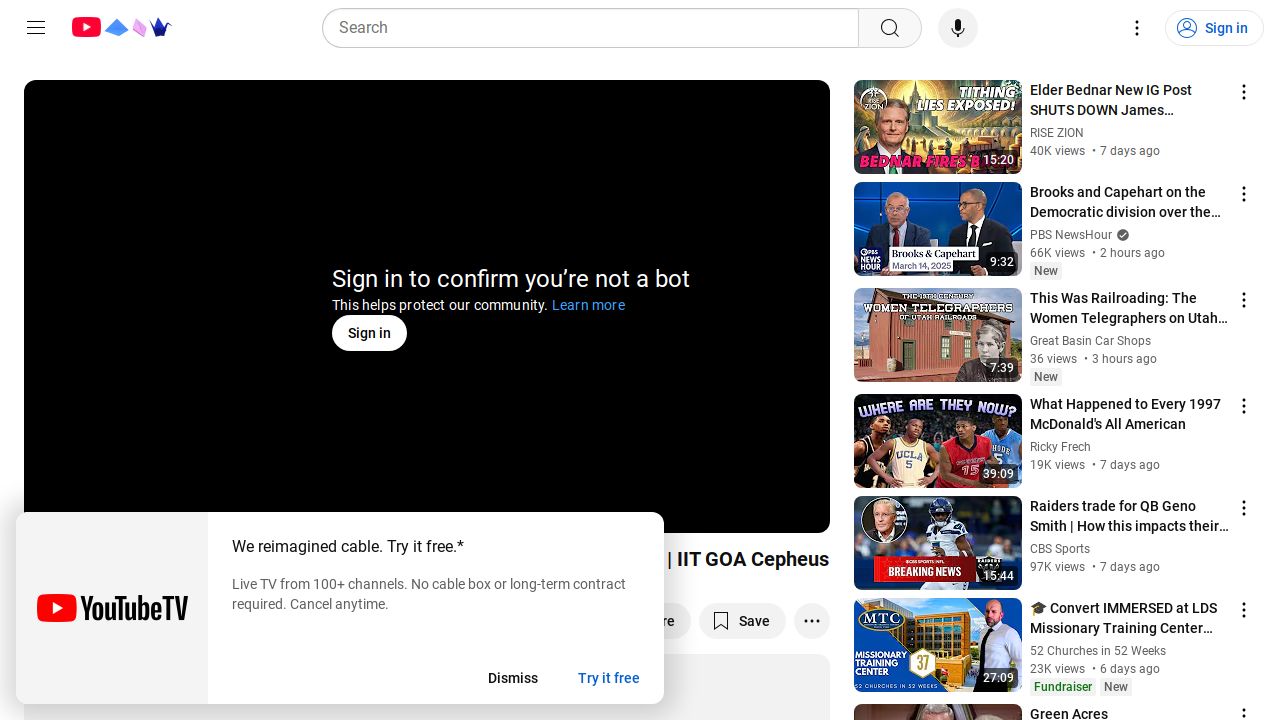 Search
Sign in
Sign in to confirm you’re not a bot
This helps protect our community. Learn more
Sign in
| IIT GOA Cepheus
re
Save
We reimagined cable. Try it free.*
Live TV from 100+ channels. No cable box or long-term contract
required. Cancel anytime.
YouTubeTV
Dismiss
Try it free
RISE ZION
TITHING
LIES EXPOSED!
BEDNAR FIRES B
15:20
Elder Bednar New IG Post
SHUTS DOWN James…
RISE ZION
40K views • 7 days ago
PBS
NEWS
HOUR
Brooks & Capehart
March 14, 2025
9:32
Brooks and Capehart on the
Democratic division over the…
PBS NewsHour
66K views • 2 hours ago
New
THE 19TH CENTURY
WOMEN TELEGRAPHERS
OF UTAH RAILROADS
7:39
This Was Railroading: The
Women Telegraphers on Utah…
Great Basin Car Shops
36 views • 3 hours ago
New
WHERE ARE THEY NOW?
UCLA
5
15
39:09
What Happened to Every 1997
McDonald's All American
Ricky Frech
19K views • 7 days ago
CBS SPORTS NFL
BREAKING NEWS
15:44
Raiders trade for QB Geno
Smith | How this impacts their…
CBS Sports
97K views • 7 days ago
MTC
MISSIONARY
TRAINING
CENTER
37
52 CHURCHES IN 52 WEEKS
27:09
🎓 Convert IMMERSED at LDS
Missionary Training Center…
52 Churches in 52 Weeks
23K views • 6 days ago
Fundraiser
New
Green Acres